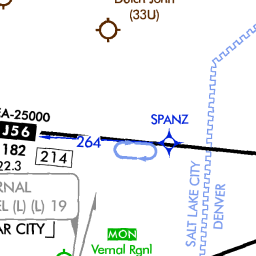 Dutch John
(33U)
EA-25000
SPANZ
J56
264
182
214
22.3
RNAL
EL (L) (L) 19
AR CITY
SALT LAKE CITY
DENVER
MON
Vernal Rgnl